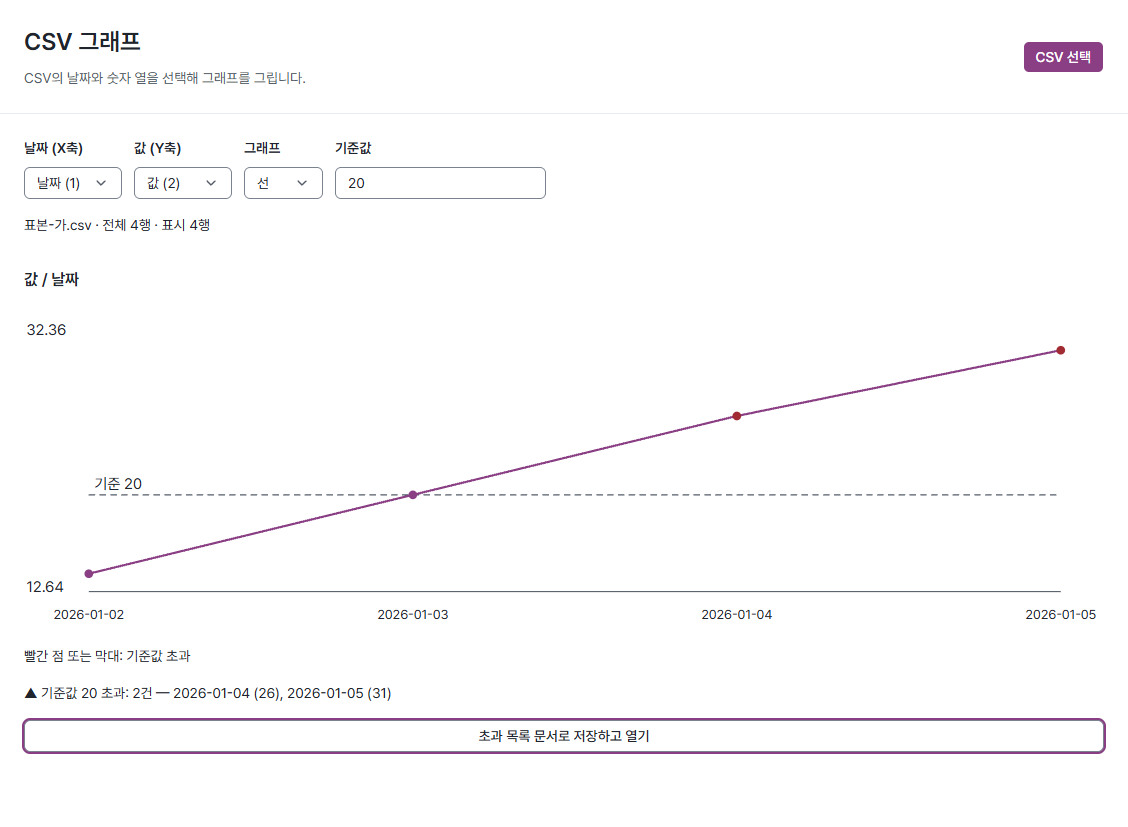 CSV 그래프
CSV의 날짜와 숫자 열을 선택해 그래프를 그립니다.
CSV 선택
날짜 (X축) 값 (Y축) 그래프 기준값
날짜 (1) 값 (2) 선 20
표본-가.csv · 전체 4행 · 표시 4행
값 / 날짜
32.36
기준 20
12.64
2026-01-02 2026-01-03 2026-01-04 2026-01-05
빨간 점 또는 막대: 기준값 초과
▲ 기준값 20 초과: 2건 — 2026-01-04 (26), 2026-01-05 (31)
초과 목록 문서로 저장하고 열기